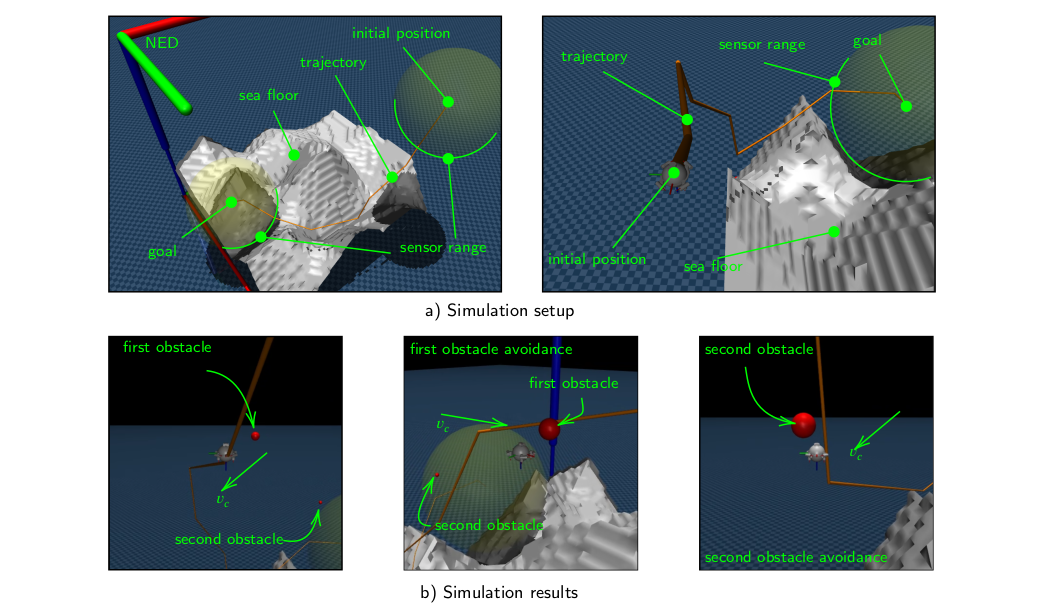 NED
initial position
trajectory
sea floor
goal
sensor range
trajectory
sensor range
goal
initial position
sea floor
a) Simulation setup
first obstacle
v_c
second obstacle
first obstacle avoidance
first obstacle
v_c
second obstacle
second obstacle
v_c
second obstacle avoidance
b) Simulation results